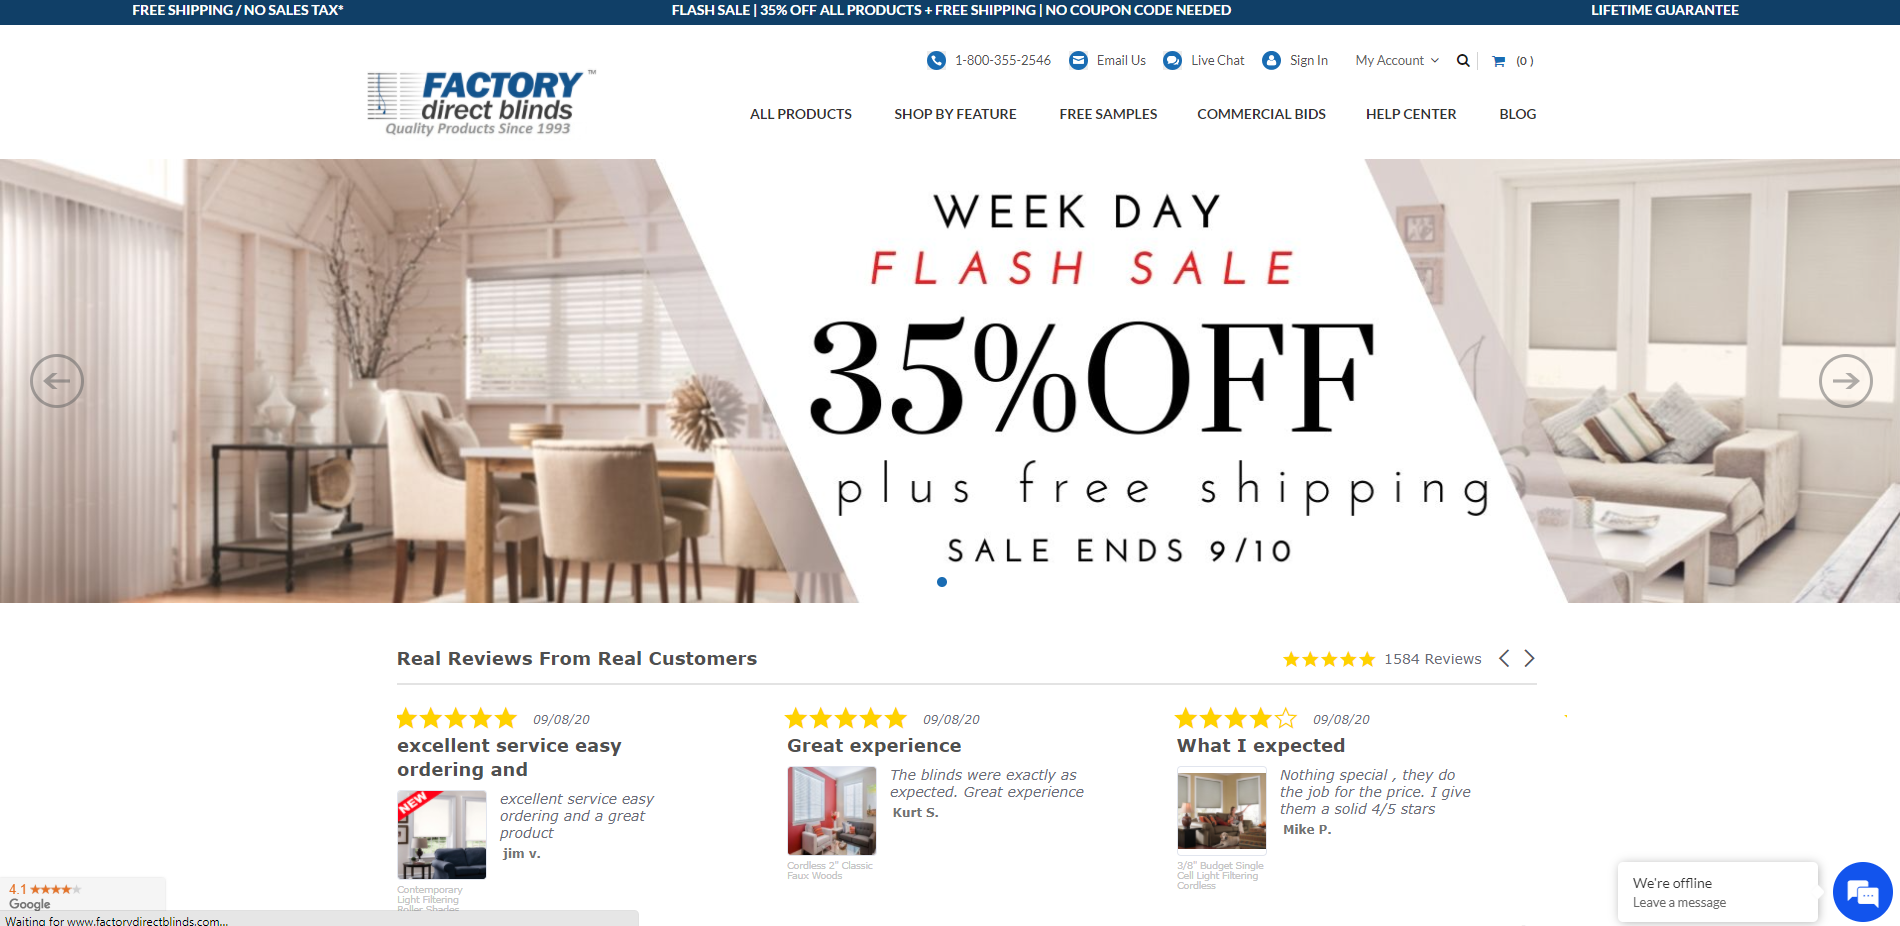 FREE SHIPPING / NO SALES TAX*
FLASH SALE | 35% OFF ALL PRODUCTS + FREE SHIPPING | NO COUPON CODE NEEDED
LIFETIME GUARANTEE
1-800-355-2546
Email Us
Live Chat
Sign In
My Account
(0 )
FACTORY™
direct blinds
Quality Products Since 1993
ALL PRODUCTS
SHOP BY FEATURE
FREE SAMPLES
COMMERCIAL BIDS
HELP CENTER
BLOG
WEEK DAY
FLASH SALE
35%OFF
plus free shipping
SALE ENDS 9/10
Real Reviews From Real Customers
1584 Reviews
09/08/20
excellent service easy
ordering and
NEW
excellent service easy
ordering and a great
product
jim v.
Contemporary
Light Filtering
Roller Shades
09/08/20
Great experience
The blinds were exactly as
expected. Great experience
Kurt S.
Cordless 2" Classic
Faux Woods
09/08/20
What I expected
Nothing special , they do
the job for the price. I give
them a solid 4/5 stars
Mike P.
3/8" Budget Single
Cell Light Filtering
Cordless
4.1
Google
Waiting for www.factorydirectblinds.com...
We're offline
Leave a message